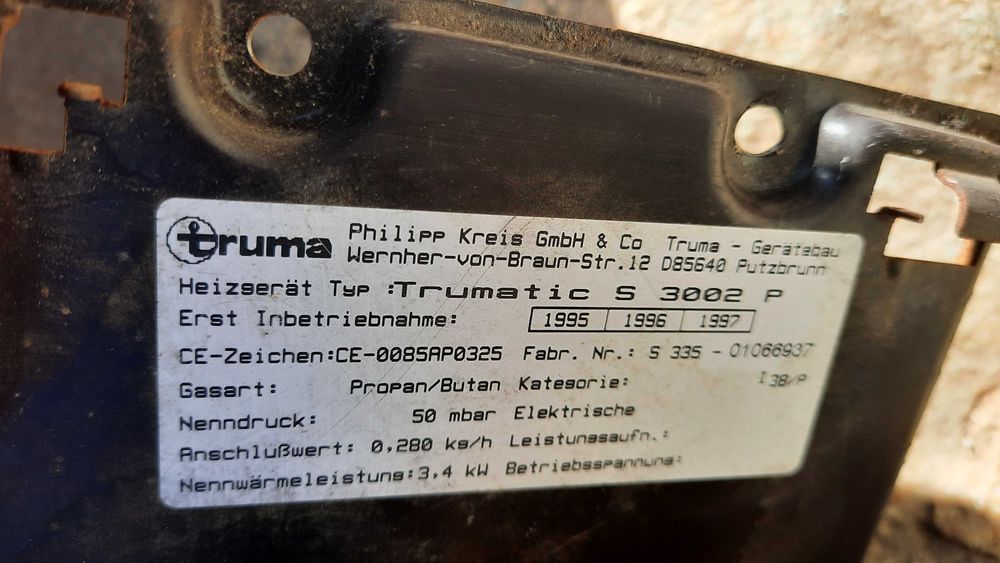 truma
Philipp Kreis GmbH & Co Truma - Gerätebau
Wernher-von-Braun-Str.12 D85640 Putzbrunn
Heizgerät Typ :Trumatic S 3002 P
Erst Inbetriebnahme: 1995 1996 1997
CE-Zeichen:CE-0085AP0325 Fabr. Nr.: S 335 - 01066937
Gasart: Propan/Butan Kategorie: I 3B/P
Nenndruck: 50 mbar Elektrische
Anschlußwert: 0,280 kg/h Leistungsaufn.:
Nennwärmeleistung:3,4 kW Betriebsspannung: